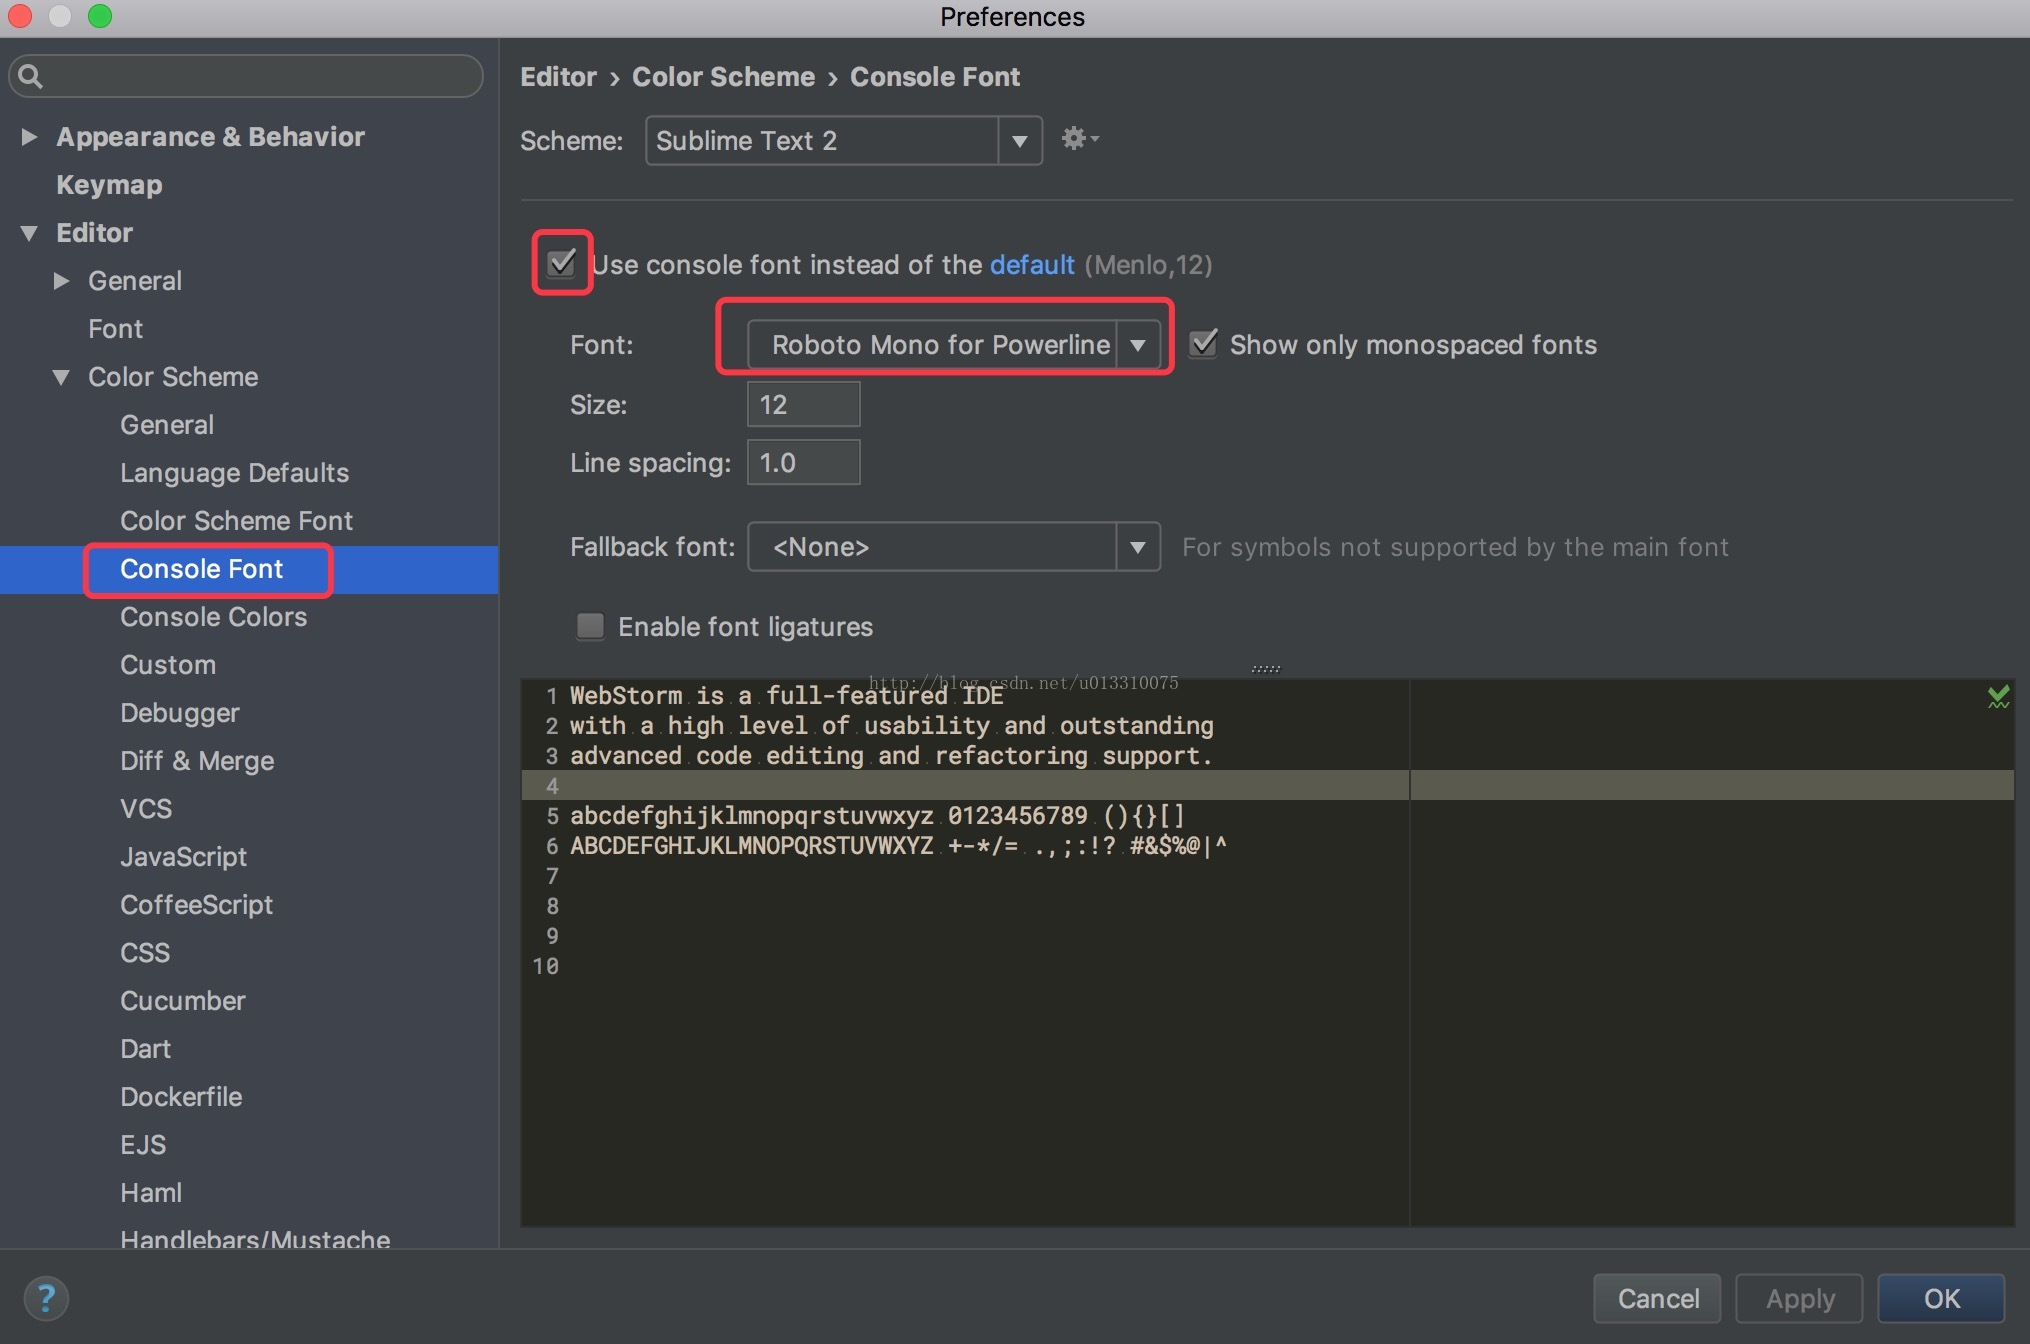 Preferences
Appearance & Behavior
Keymap
Editor
General
Font
Color Scheme
General
Language Defaults
Color Scheme Font
Console Font
Console Colors
Custom
Debugger
Diff & Merge
VCS
JavaScript
CoffeeScript
CSS
Cucumber
Dart
Dockerfile
EJS
Haml
Handlebars/Mustache
Editor › Color Scheme › Console Font
Scheme: Sublime Text 2
Use console font instead of the default (Menlo,12)
Font: Roboto Mono for Powerline Show only monospaced fonts
Size: 12
Line spacing: 1.0
Fallback font: <None> For symbols not supported by the main font
Enable font ligatures
http://blog.csdn.net/u013310075
1 WebStorm is a full-featured IDE
2 with a high level of usability and outstanding
3 advanced code editing and refactoring support.
4
5 abcdefghijklmnopqrstuvwxyz 0123456789 (){}[]
6 ABCDEFGHIJKLMNOPQRSTUVWXYZ +-*/= .,;:!? #&$%@|^
7
8
9
10
?
Cancel Apply OK